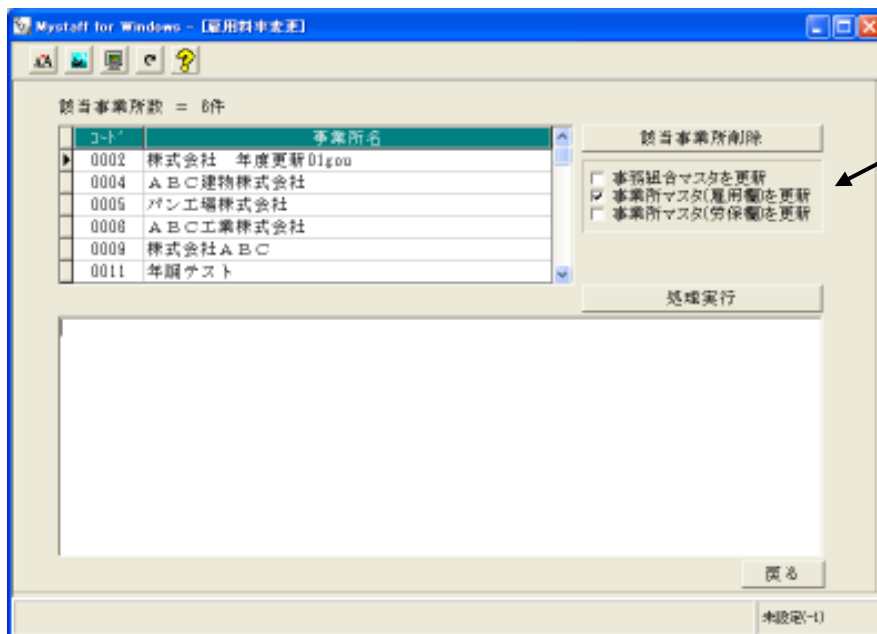 Mystaff for Windows - [雇用料率変更]
該当事業所数 = 6件
コード 事業所名
0002 株式会社 年度更新01gou
0004 ABC建物株式会社
0005 パン工場株式会社
0006 ABC工業株式会社
0009 株式会社ABC
0011 年調テスト
該当事業所削除
事務組合マスタを更新
事業所マスタ(雇用欄)を更新
事業所マスタ(労保欄)を更新
処理実行
戻る
未設定(-1)